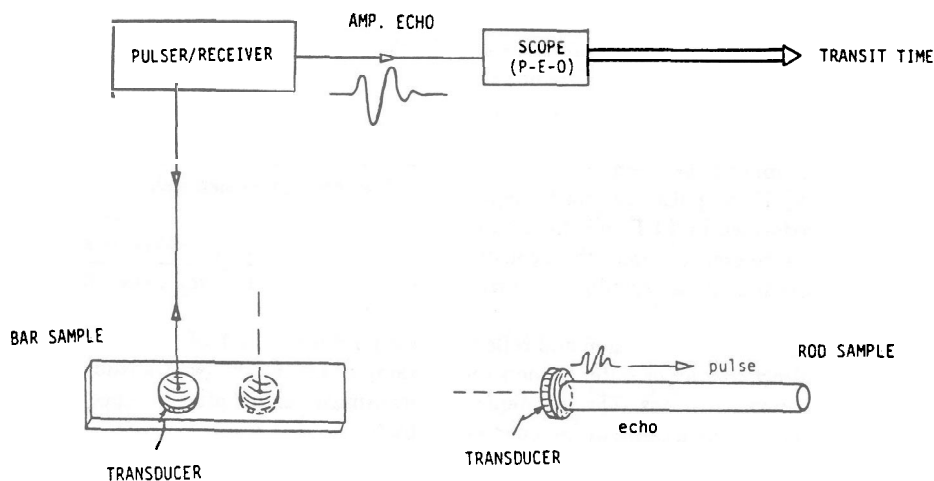 AMP. ECHO
PULSER/RECEIVER
SCOPE
(P-E-O)
TRANSIT TIME
BAR SAMPLE
ROD SAMPLE
pulse
echo
TRANSDUCER
TRANSDUCER